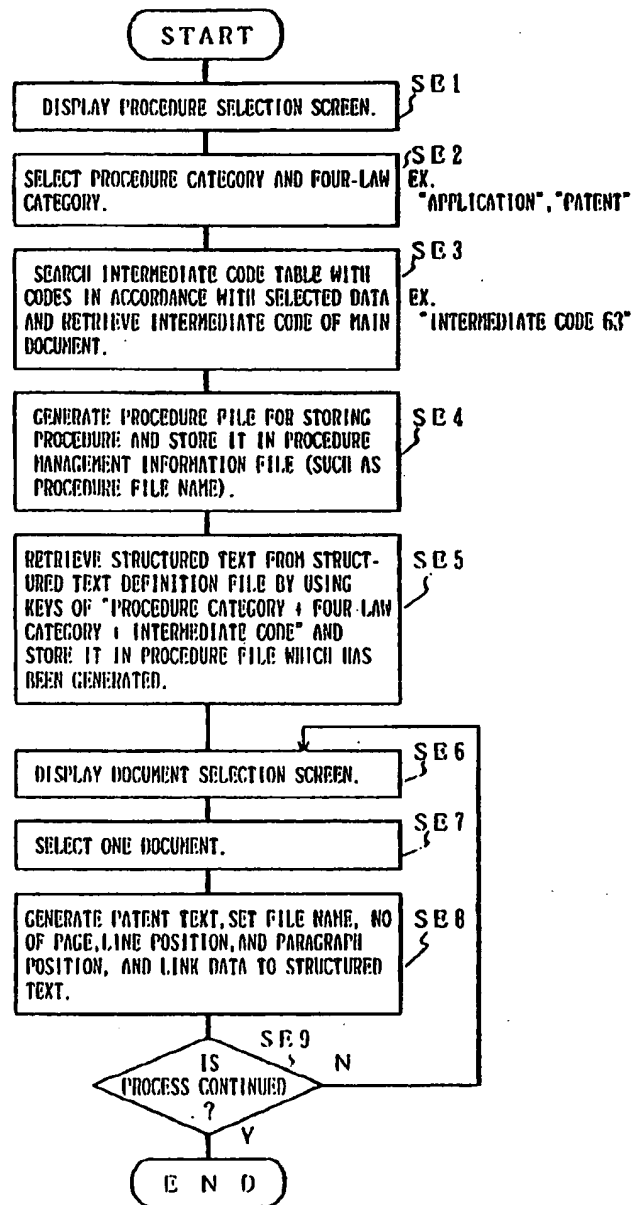 START
SE1
DISPLAY PROCEDURE SELECTION SCREEN.
SE2
SELECT PROCEDURE CATEGORY AND FOUR-LAW
CATEGORY.
EX.
"APPLICATION","PATENT"
SE3
SEARCH INTERMEDIATE CODE TABLE WITH
CODES IN ACCORDANCE WITH SELECTED DATA
AND RETRIEVE INTERMEDIATE CODE OF MAIN
DOCUMENT.
EX.
"INTERMEDIATE CODE 63"
GENERATE PROCEDURE FILE FOR STORING
PROCEDURE AND STORE IT IN PROCEDURE
MANAGEMENT INFORMATION FILE (SUCH AS
PROCEDURE FILE NAME).
SE4
RETRIEVE STRUCTURED TEXT FROM STRUCT-
URED TEXT DEFINITION FILE BY USING
KEYS OF "PROCEDURE CATEGORY + FOUR-LAW
CATEGORY + INTERMEDIATE CODE" AND
STORE IT IN PROCEDURE FILE WHICH HAS
BEEN GENERATED.
SE5
DISPLAY DOCUMENT SELECTION SCREEN.
SE6
SELECT ONE DOCUMENT.
SE7
GENERATE PATENT TEXT, SET FILE NAME, NO
OF PAGE, LINE POSITION, AND PARAGRAPH
POSITION, AND LINK DATA TO STRUCTURED
TEXT.
SE8
SE9
IS
PROCESS CONTINUED
?
N
Y
END